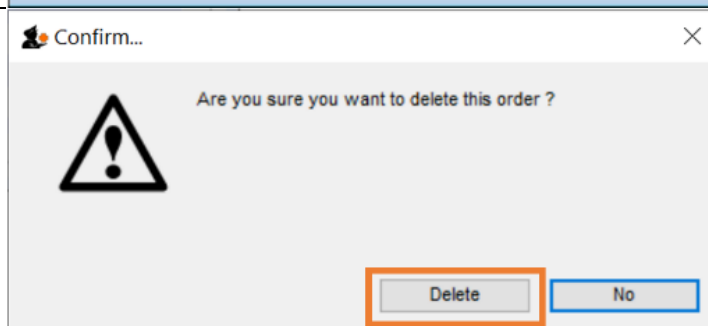 Confirm...
Are you sure you want to delete this order ?
Delete
No